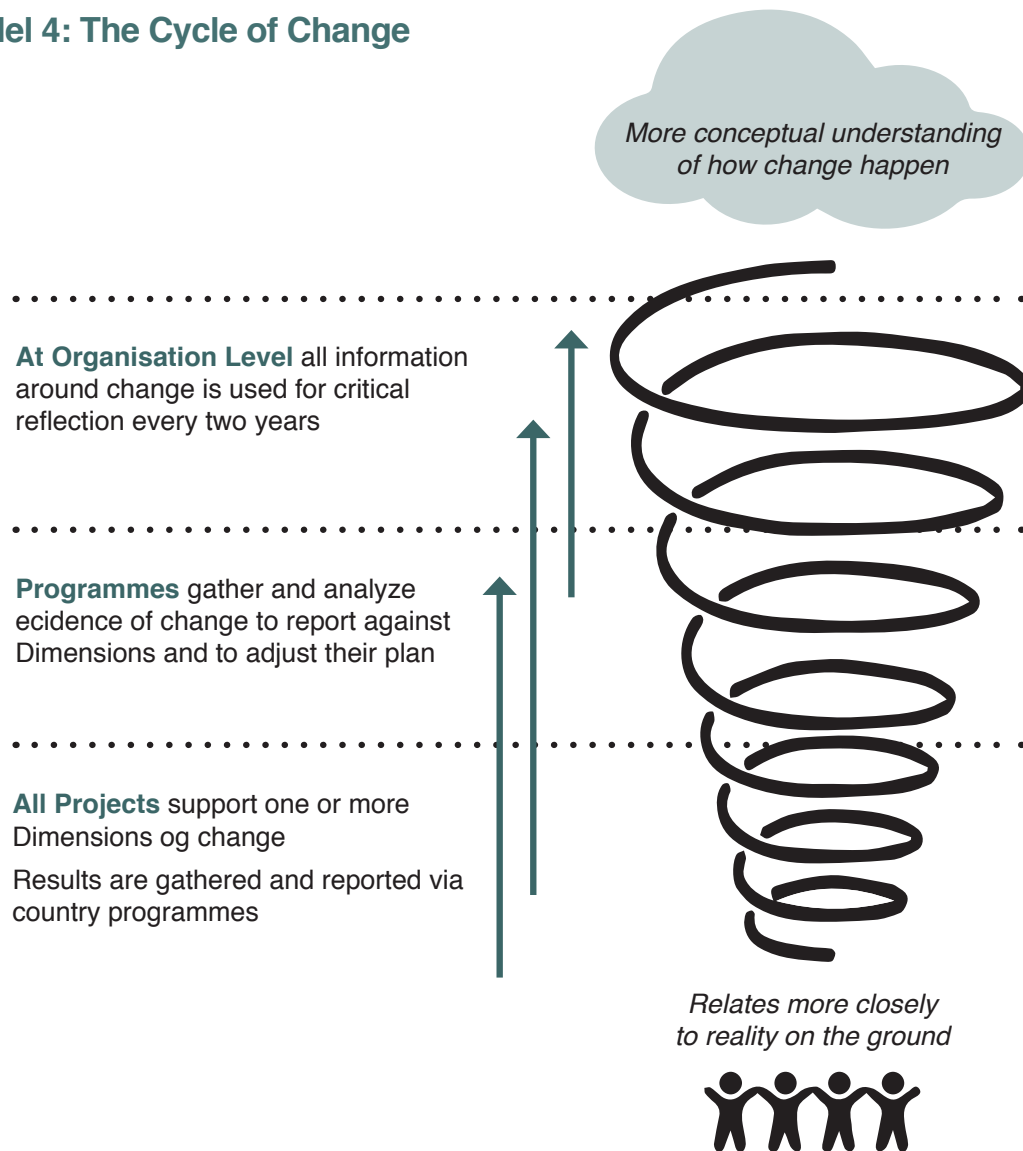 del 4: The Cycle of Change
More conceptual understanding
of how change happen
At Organisation Level all information
around change is used for critical
reflection every two years
Programmes gather and analyze
ecidence of change to report against
Dimensions and to adjust their plan
All Projects support one or more
Dimensions og change
Results are gathered and reported via
country programmes
Relates more closely
to reality on the ground